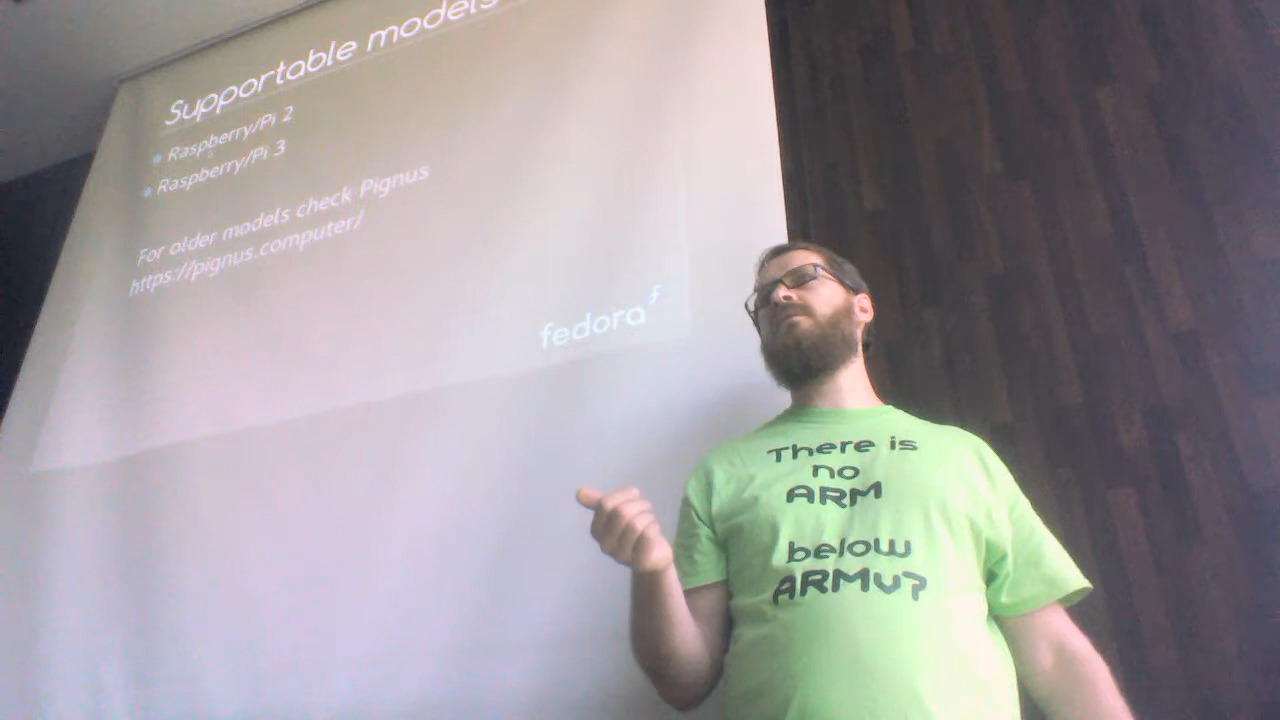 Supportable models
Raspberry/Pi 2
Raspberry/Pi 3
For older models check Pignus
https://pignus.computer/
fedora
There is
no
ARM
below
ARMv7